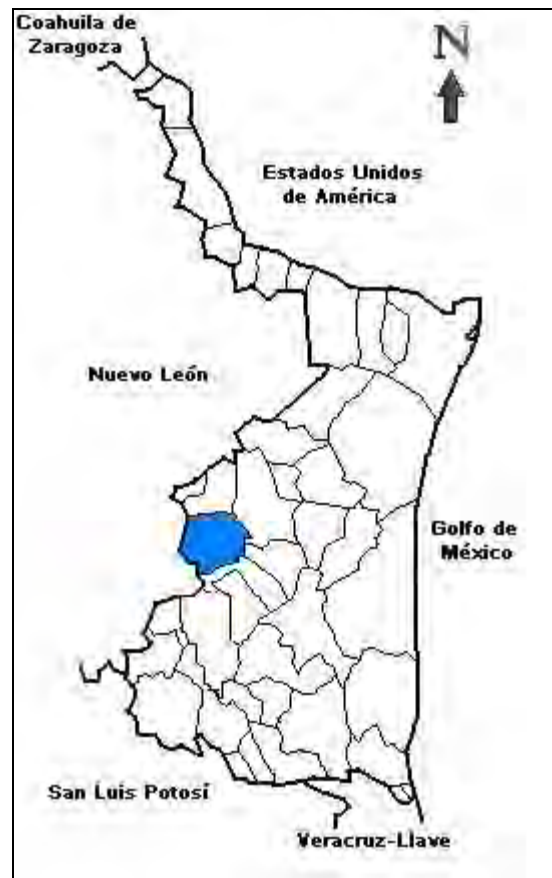 Coahuila de
Zaragoza
N
Estados Unidos
de América
Nuevo León
Golfo de
México
San Luis Potosí
Veracruz-Llave